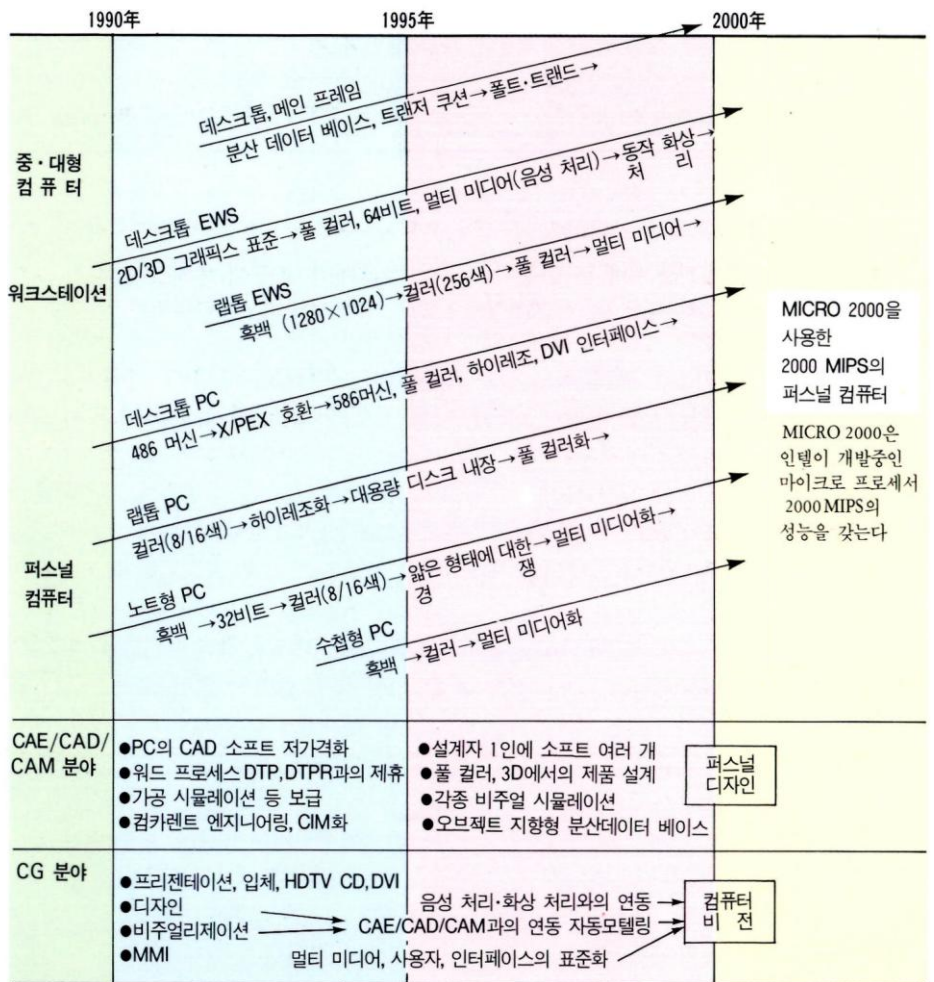 1990年 1995年 2000年
중·대형
컴퓨터
데스크톱, 메인 프레임
분산 데이터 베이스, 트랜저 쿠션→폴트·트랜드→
데스크톱 EWS
2D/3D 그래픽스 표준→풀 컬러, 64비트, 멀티 미디어(음성 처리)→동작 화상→
처 리
워크스테이션
랩톱 EWS
흑백 (1280×1024)→컬러(256색)→풀 컬러→멀티 미디어→
데스크톱 PC
486 머신→X/PEX 호환→586머신, 풀 컬러, 하이레조, DVI 인터페이스→
랩톱 PC
컬러(8/16색)→하이레조화→대용량 디스크 내장→풀 컬러화→
퍼스널
컴퓨터
노트형 PC
흑백→32비트→컬러(8/16색)→얇은 형태에 대한→멀티 미디어화→
경 쟁
수첩형 PC
흑백→컬러→멀티 미디어화
MICRO 2000을
사용한
2000 MIPS의
퍼스널 컴퓨터
MICRO 2000은
인텔이 개발중인
마이크로 프로세서
2000MIPS의
성능을 갖는다
CAE/CAD/
CAM 분야
●PC의 CAD 소프트 저가격화
●워드 프로세스 DTP, DTPR과의 제휴
●가공 시뮬레이션 등 보급
●컴카렌트 엔지니어링, CIM화
●설계자 1인에 소프트 여러 개
●풀 컬러, 3D에서의 제품 설계
●각종 비주얼 시뮬레이션
●오브젝트 지향형 분산데이터 베이스
퍼스널
디자인
CG 분야
●프리젠테이션, 입체, HDTV CD, DVI
●디자인
●비주얼리제이션
●MMI
음성 처리·화상 처리와의 연동→
CAE/CAD/CAM과의 연동 자동모텔링→
멀티 미디어, 사용자, 인터페이스의 표준화
컴퓨터
비 전